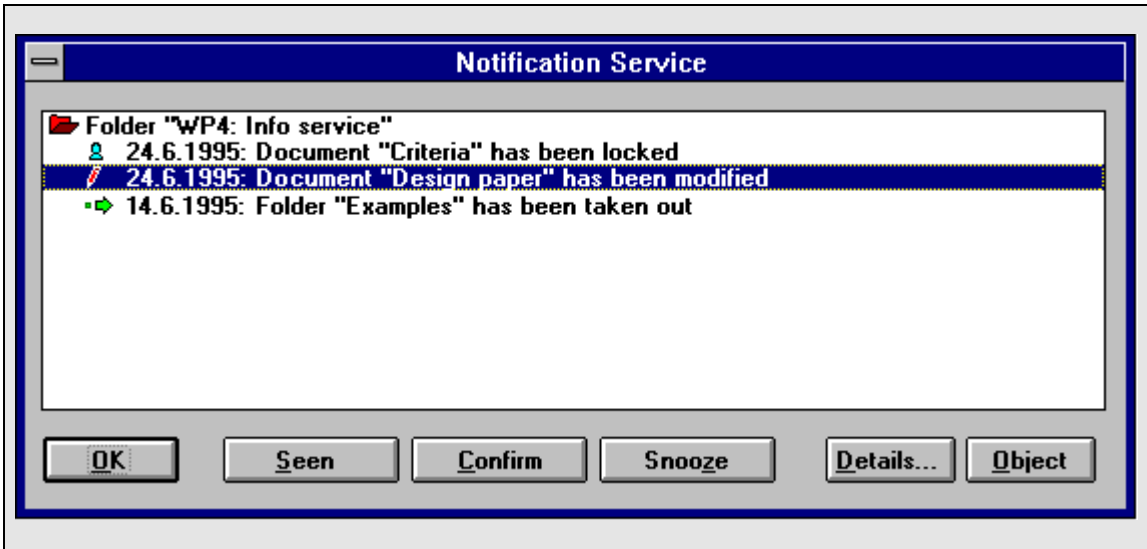 Notification Service
Folder "WP4: Info service"
24.6.1995: Document "Criteria" has been locked
24.6.1995: Document "Design paper" has been modified
14.6.1995: Folder "Examples" has been taken out
OK Seen Confirm Snooze Details... Object